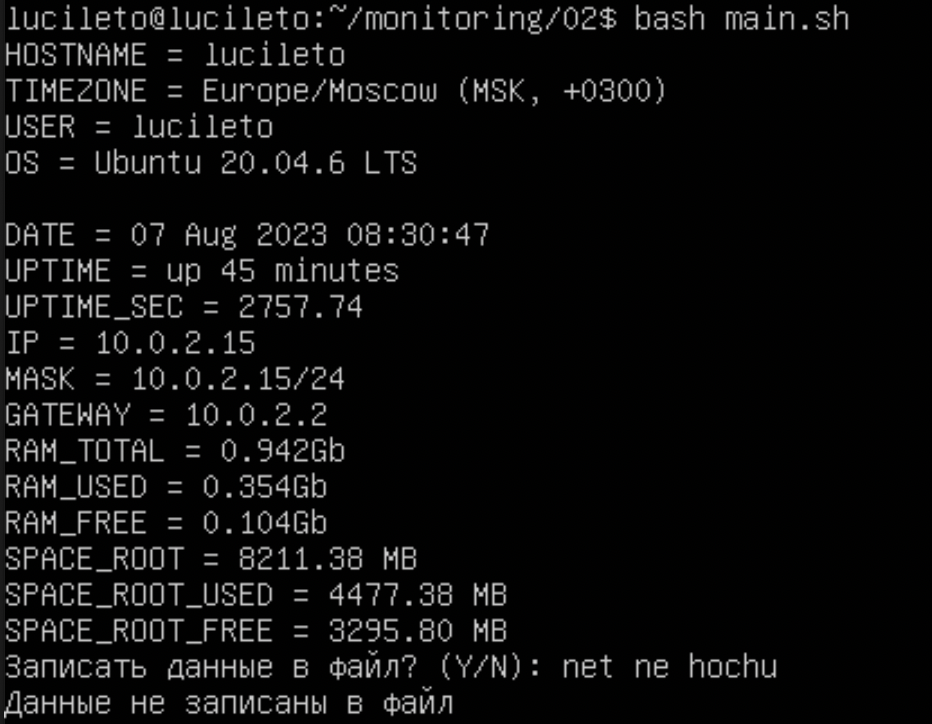 lucileto@lucileto:~/monitoring/02$ bash main.sh
HOSTNAME = lucileto
TIMEZONE = Europe/Moscow (MSK, +0300)
USER = lucileto
OS = Ubuntu 20.04.6 LTS

DATE = 07 Aug 2023 08:30:47
UPTIME = up 45 minutes
UPTIME_SEC = 2757.74
IP = 10.0.2.15
MASK = 10.0.2.15/24
GATEWAY = 10.0.2.2
RAM_TOTAL = 0.942Gb
RAM_USED = 0.354Gb
RAM_FREE = 0.104Gb
SPACE_ROOT = 8211.38 MB
SPACE_ROOT_USED = 4477.38 MB
SPACE_ROOT_FREE = 3295.80 MB
Записать данные в файл? (Y/N): net ne hochu
Данные не записаны в файл